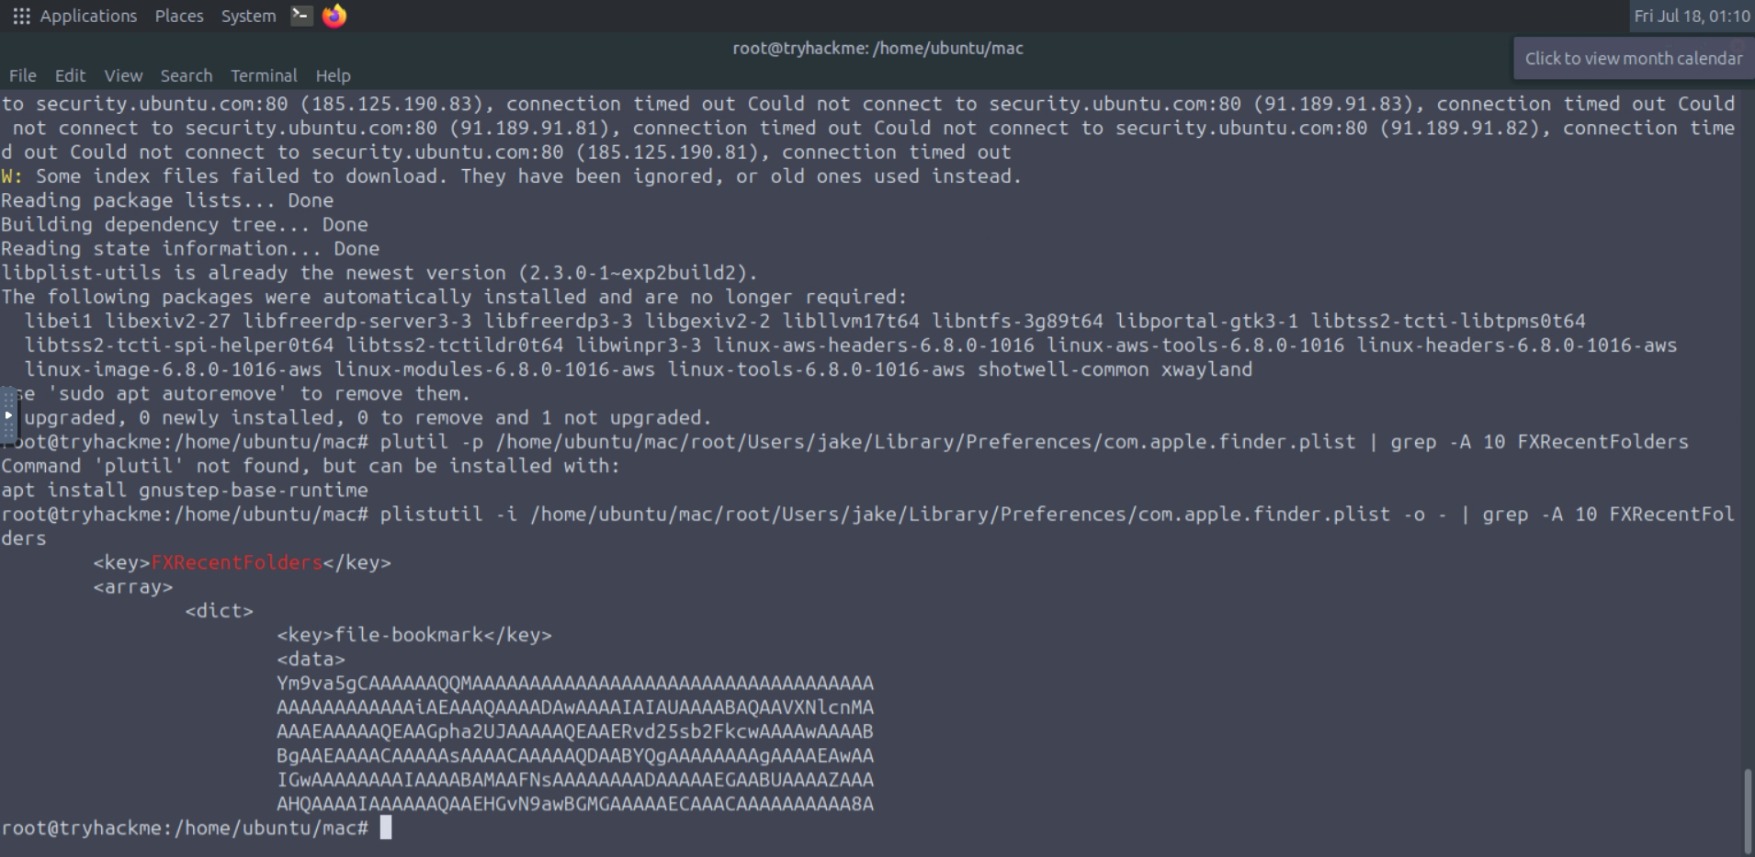 Applications Places System Fri Jul 18, 01:10
root@tryhackme: /home/ubuntu/mac
Click to view month calendar
File Edit View Search Terminal Help
to security.ubuntu.com:80 (185.125.190.83), connection timed out Could not connect to security.ubuntu.com:80 (91.189.91.83), connection timed out Could
not connect to security.ubuntu.com:80 (91.189.91.81), connection timed out Could not connect to security.ubuntu.com:80 (91.189.91.82), connection time
d out Could not connect to security.ubuntu.com:80 (185.125.190.81), connection timed out
W: Some index files failed to download. They have been ignored, or old ones used instead.
Reading package lists... Done
Building dependency tree... Done
Reading state information... Done
libplist-utils is already the newest version (2.3.0-1~exp2build2).
The following packages were automatically installed and are no longer required:
libei1 libexiv2-27 libfreerdp-server3-3 libfreerdp3-3 libgexiv2-2 libllvm17t64 libntfs-3g89t64 libportal-gtk3-1 libtss2-tcti-libtpms0t64
libtss2-tcti-spi-helper0t64 libtss2-tctildr0t64 libwinpr3-3 linux-aws-headers-6.8.0-1016 linux-aws-tools-6.8.0-1016 linux-headers-6.8.0-1016-aws
linux-image-6.8.0-1016-aws linux-modules-6.8.0-1016-aws linux-tools-6.8.0-1016-aws shotwell-common xwayland
se 'sudo apt autoremove' to remove them.
upgraded, 0 newly installed, 0 to remove and 1 not upgraded.
root@tryhackme:/home/ubuntu/mac# plutil -p /home/ubuntu/mac/root/Users/jake/Library/Preferences/com.apple.finder.plist | grep -A 10 FXRecentFolders
Command 'plutil' not found, but can be installed with:
apt install gnustep-base-runtime
root@tryhackme:/home/ubuntu/mac# plistutil -i /home/ubuntu/mac/root/Users/jake/Library/Preferences/com.apple.finder.plist -o - | grep -A 10 FXRecentFol
ders
<key>FXRecentFolders</key>
<array>
<dict>
<key>file-bookmark</key>
<data>
Ym9va5gCAAAAAAQQMAAAAAAAAAAAAAAAAAAAAAAAAAAAAAAAAAAA
AAAAAAAAAAAAiAEAAAQAAAADAwAAAAIAIAUAAAABAQAAVXNlcnMA
AAAEAAAAAQEAAGpha2UJAAAAAQEAAERvd25sb2FkcwAAAAwAAAAB
BgAAEAAAACAAAAAsAAAACAAAAAQDAABYQgAAAAAAAAgAAAAEAwAA
IGwAAAAAAAAIAAAABAMAAFNsAAAAAAAADAAAAAEGAABUAAAAZAAA
AHQAAAAIAAAAAAQAAEHGvN9awBGMGAAAAAECAAACAAAAAAAAAA8A
root@tryhackme:/home/ubuntu/mac#